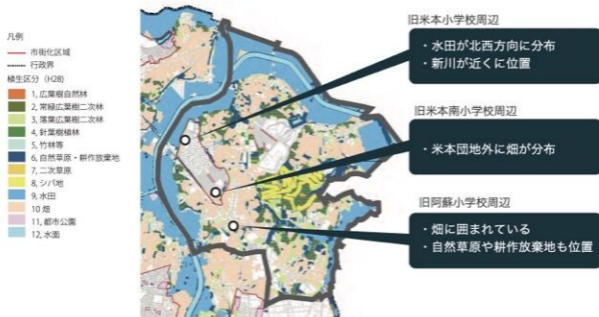 凡例
市街化区域
行政界
植生区分（H28）
1, 広葉樹自然林
2, 常緑広葉樹二次林
3, 落葉広葉樹二次林
4, 針葉樹植林
5, 竹林等
6, 自然草原・耕作放棄地
7, 二次草原
8, シバ地
9, 水田
10 畑
11, 都市公園
12, 水面
旧米本小学校周辺
・水田が北西方向に分布
・新川が近くに位置
旧米本南小学校周辺
・米本団地外に畑が分布
旧阿蘇小学校周辺
・畑に囲まれている
・自然草原や耕作放棄地も位置